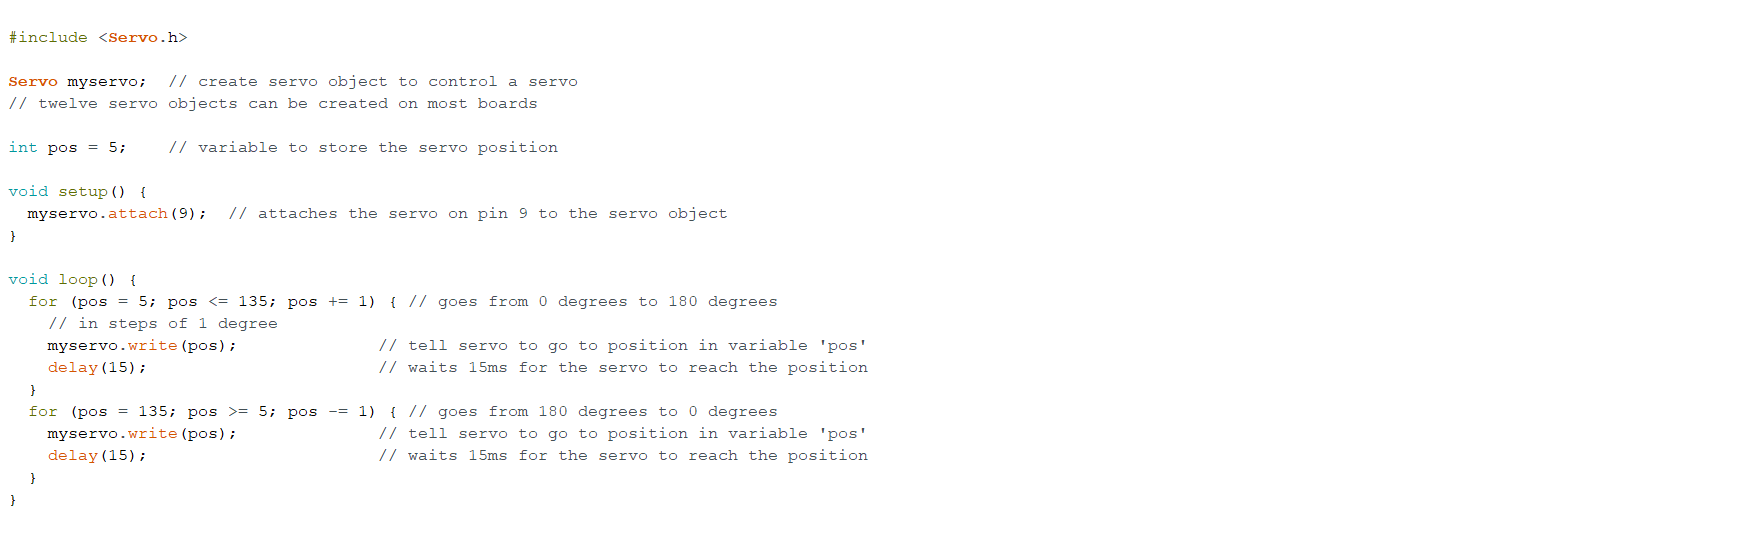 #include <Servo.h>
Servo myservo;  // create servo object to control a servo
// twelve servo objects can be created on most boards
int pos = 5;    // variable to store the servo position
void setup() {
  myservo.attach(9);  // attaches the servo on pin 9 to the servo object
}
void loop() {
  for (pos = 5; pos <= 135; pos += 1) { // goes from 0 degrees to 180 degrees
    // in steps of 1 degree
    myservo.write(pos);              // tell servo to go to position in variable 'pos'
    delay(15);                       // waits 15ms for the servo to reach the position
  }
  for (pos = 135; pos >= 5; pos -= 1) { // goes from 180 degrees to 0 degrees
    myservo.write(pos);              // tell servo to go to position in variable 'pos'
    delay(15);                       // waits 15ms for the servo to reach the position
  }
}